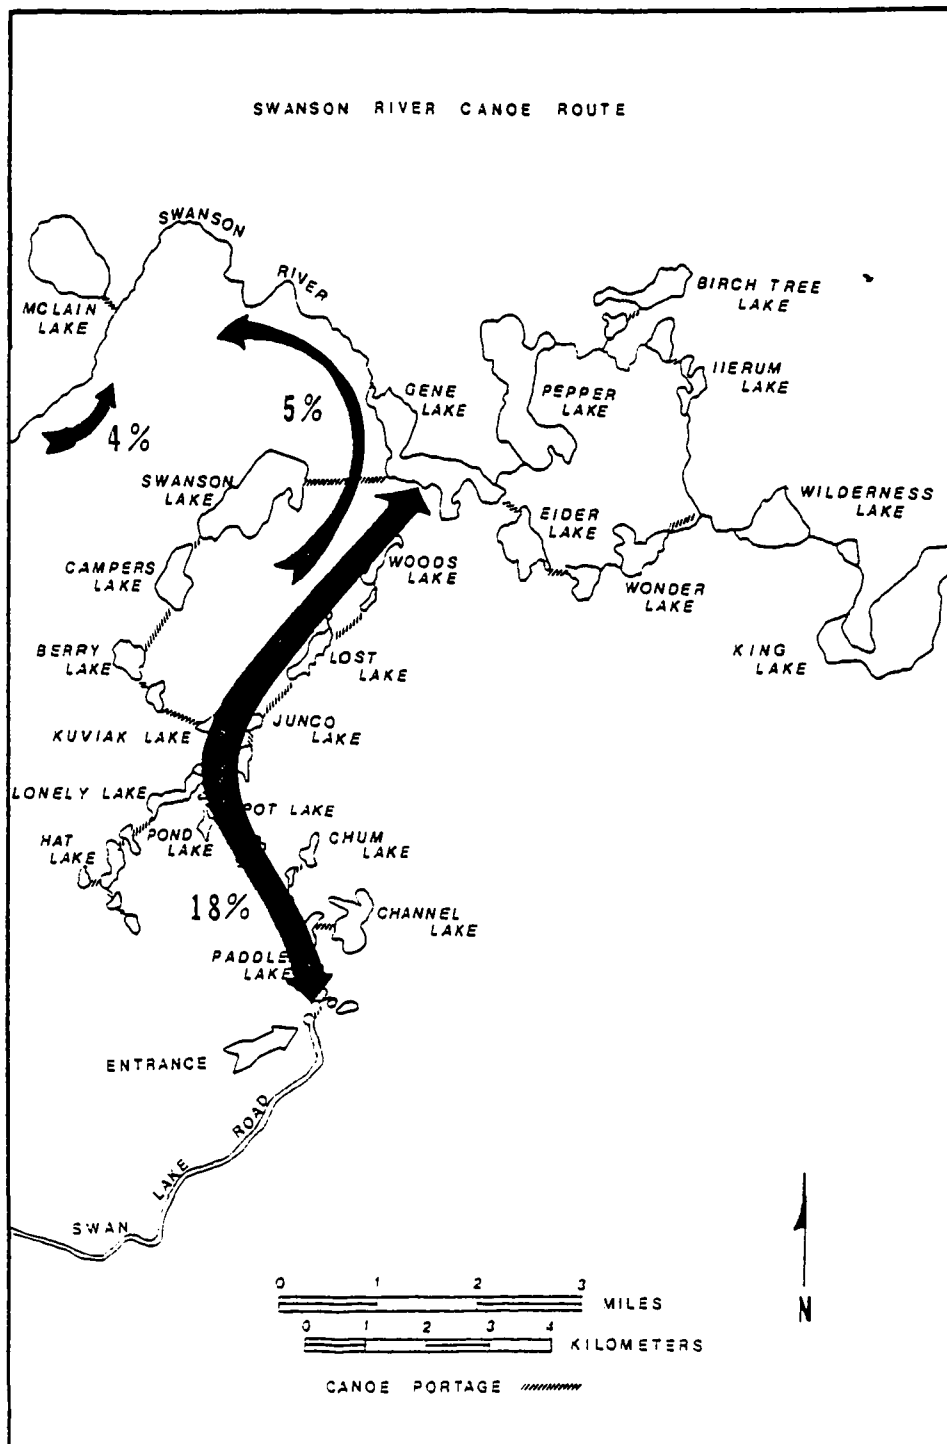 SWANSON RIVER CANOE ROUTE
SWANSON
RIVER
MCLAIN
LAKE
BIRCH TREE
LAKE
IIERUM
LAKE
GENE
LAKE
PEPPER
LAKE
5%
4%
SWANSON
LAKE
WILDERNESS
LAKE
EIDER
LAKE
CAMPERS
LAKE
WOODS
LAKE
WONDER
LAKE
BERRY
LAKE
LOST
LAKE
KING
LAKE
KUVIAK LAKE
JUNCO
LAKE
LONELY LAKE
POT LAKE
HAT
LAKE
POND
LAKE
CHUM
LAKE
18%
CHANNEL
LAKE
PADDLE
LAKE
ENTRANCE
SWAN LAKE ROAD
N
0 1 2 3
MILES
0 1 2 3 4
KILOMETERS
CANOE PORTAGE